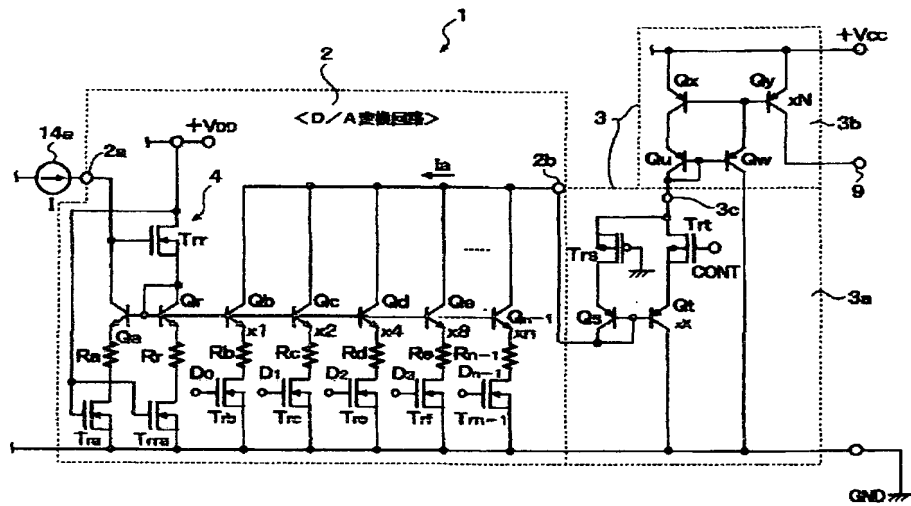 1
2
+Vcc
<D/A変換回路>
Qx
Qy
xN
3
3b
14a
2a
+VDD
Ia
2b
Qu
Qw
9
I
4
3c
Trr
Trs
Trt
CONT
3a
Qr
Qb
Qc
Qd
Qe
Qn-1
Qs
Qt
Qa
x1
x2
x4
x8
xn
xx
Ra
Rr
Rb
Rc
Rd
Re
Rn-1
D0
D1
D2
D3
Dn-1
Tra
Trra
Trb
Trc
Tre
Trf
Trn-1
GND